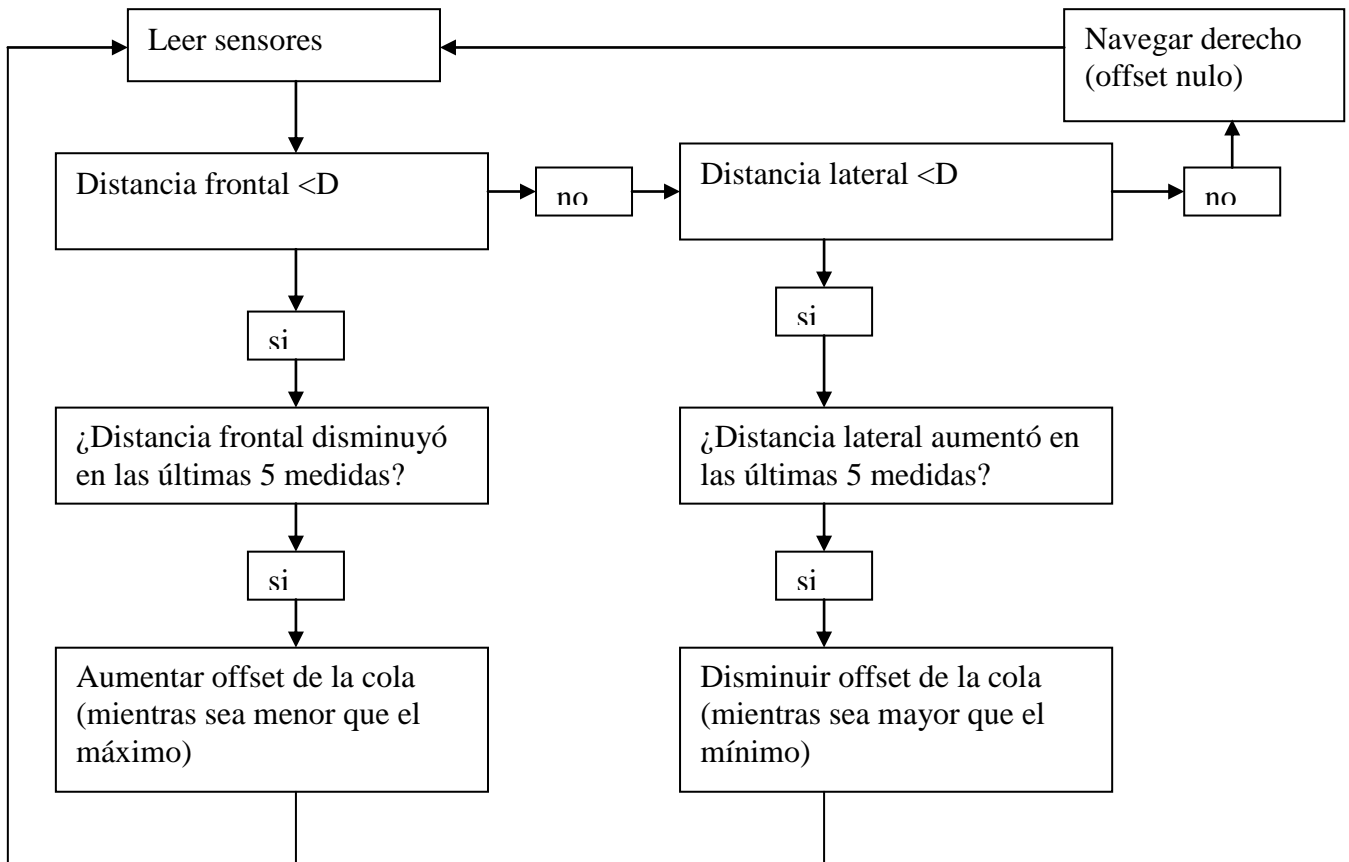 Leer sensores
Navegar derecho
(offset nulo)
Distancia frontal <D
no
Distancia lateral <D
no
si
si
¿Distancia frontal disminuyó
en las últimas 5 medidas?
¿Distancia lateral aumentó en
las últimas 5 medidas?
si
si
Aumentar offset de la cola
(mientras sea menor que el
máximo)
Disminuir offset de la cola
(mientras sea mayor que el
mínimo)